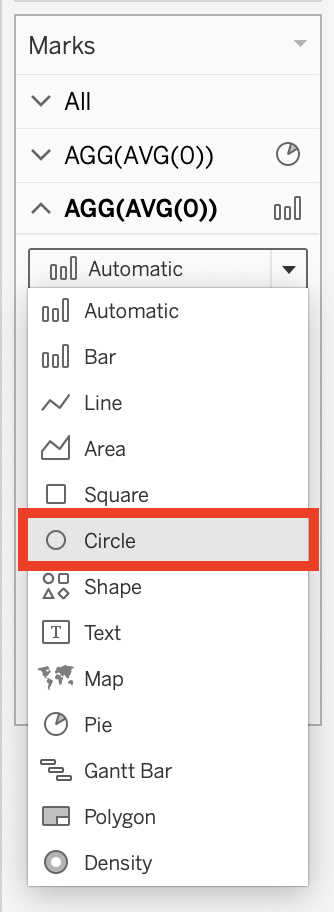 Marks
All
AGG(AVG(0))
AGG(AVG(0))
Automatic
Automatic
Bar
Line
Area
Square
Circle
Shape
T Text
Map
Pie
Gantt Bar
Polygon
Density